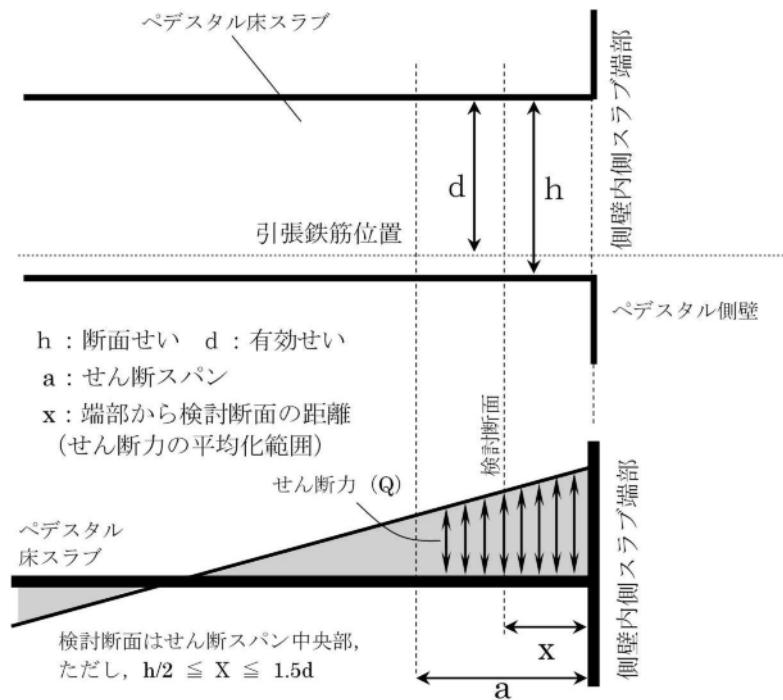 ペデスタル床スラブ
側壁内側スラブ端部
d
h
引張鉄筋位置
ペデスタル側壁
h：断面せい d：有効せい
a：せん断スパン
x：端部から検討断面の距離
（せん断力の平均化範囲）
検討断面
せん断力（Q）
ペデスタル
床スラブ
側壁内側スラブ端部
検討断面はせん断スパン中央部，
ただし，h/2 ≦ X ≦ 1.5d
x
a